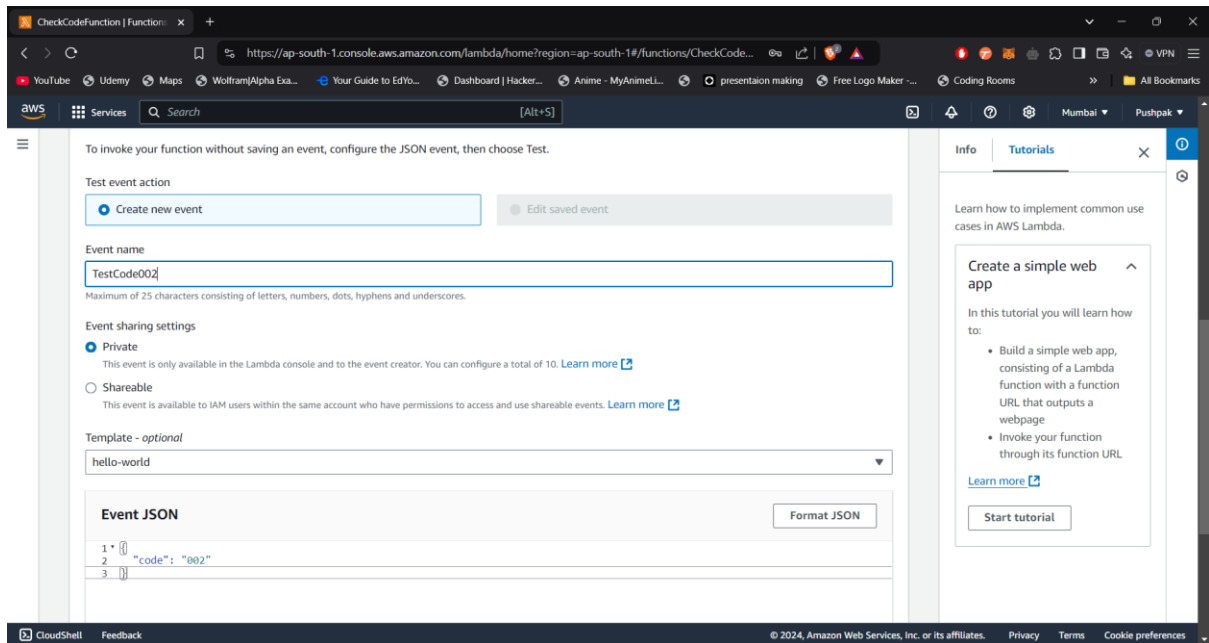 CheckCodeFunction | Functions
https://ap-south-1.console.aws.amazon.com/lambda/home?region=ap-south-1#/functions/CheckCode...
VPN
YouTube Udemy Maps Wolfram|Alpha Exa... Your Guide to EdYo... Dashboard | Hacker... Anime - MyAnimeLi... presentaion making Free Logo Maker -... Coding Rooms » All Bookmarks
aws Services Search [Alt+S] Mumbai Pushpak
To invoke your function without saving an event, configure the JSON event, then choose Test.
Test event action
Create new event
Edit saved event
Event name
TestCode002
Maximum of 25 characters consisting of letters, numbers, dots, hyphens and underscores.
Event sharing settings
Private
This event is only available in the Lambda console and to the event creator. You can configure a total of 10. Learn more
Shareable
This event is available to IAM users within the same account who have permissions to access and use shareable events. Learn more
Template - optional
hello-world
Event JSON
Format JSON
1 {
2 "code": "002"
3 }
Info Tutorials
Learn how to implement common use
cases in AWS Lambda.
Create a simple web
app
In this tutorial you will learn how
to:
• Build a simple web app,
consisting of a Lambda
function with a function
URL that outputs a
webpage
• Invoke your function
through its function URL
Learn more
Start tutorial
CloudShell Feedback © 2024, Amazon Web Services, Inc. or its affiliates. Privacy Terms Cookie preferences